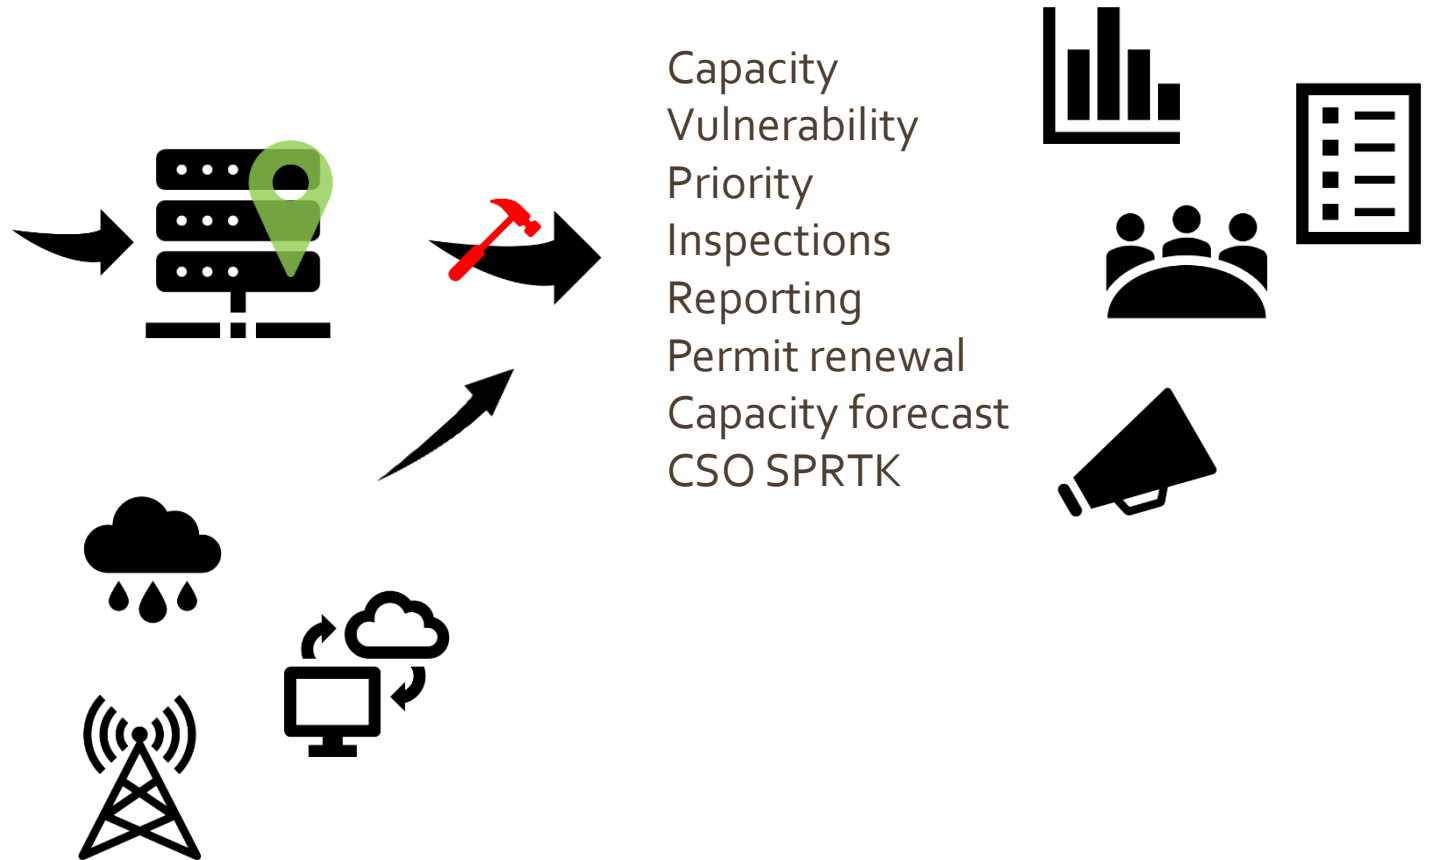 Capacity
Vulnerability
Priority
Inspections
Reporting
Permit renewal
Capacity forecast
CSO SPRTK